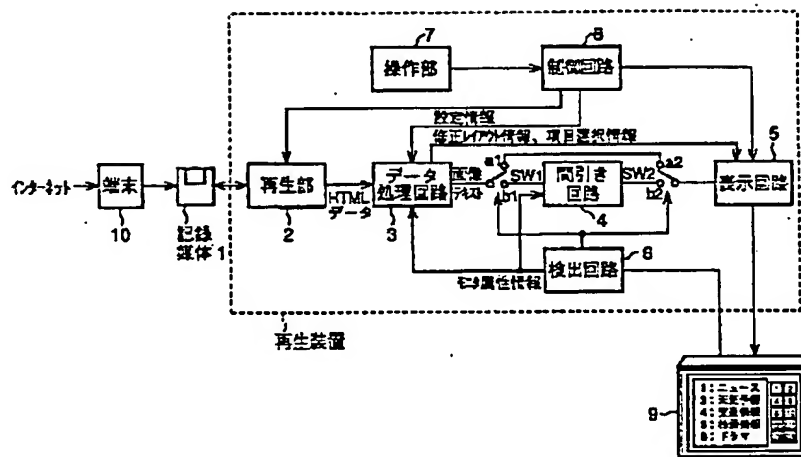 7
操作部
8
制御回路
設定情報
修正レイアウト情報、項目選択情報
5
インターネット
端末
10
記録
媒体 1
再生部
2
HTML
データ
データ
処理回路
3
画像
テキスト
a1
SW1
b1
間引き
回路
4
a2
SW2
b2
表示回路
モニタ属性情報
検出回路
6
再生装置
9
1:ニュース
3:天気予報
4:交通情報
8:ドラマ